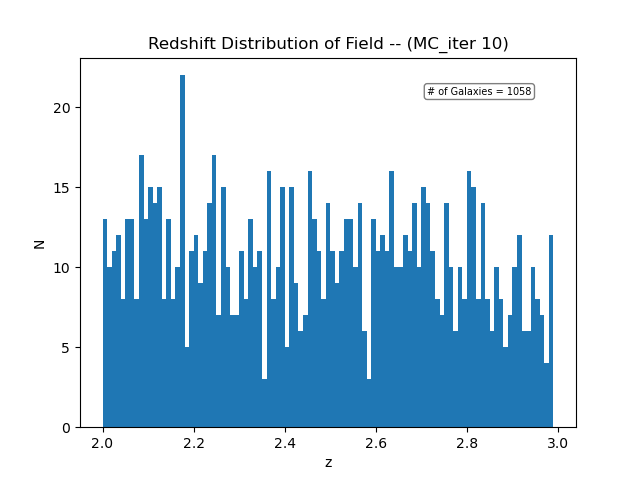 Redshift Distribution of Field -- (MC_iter 10)
# of Galaxies = 1058
N
20
15
10
5
0
2.0 2.2 2.4 2.6 2.8 3.0
z